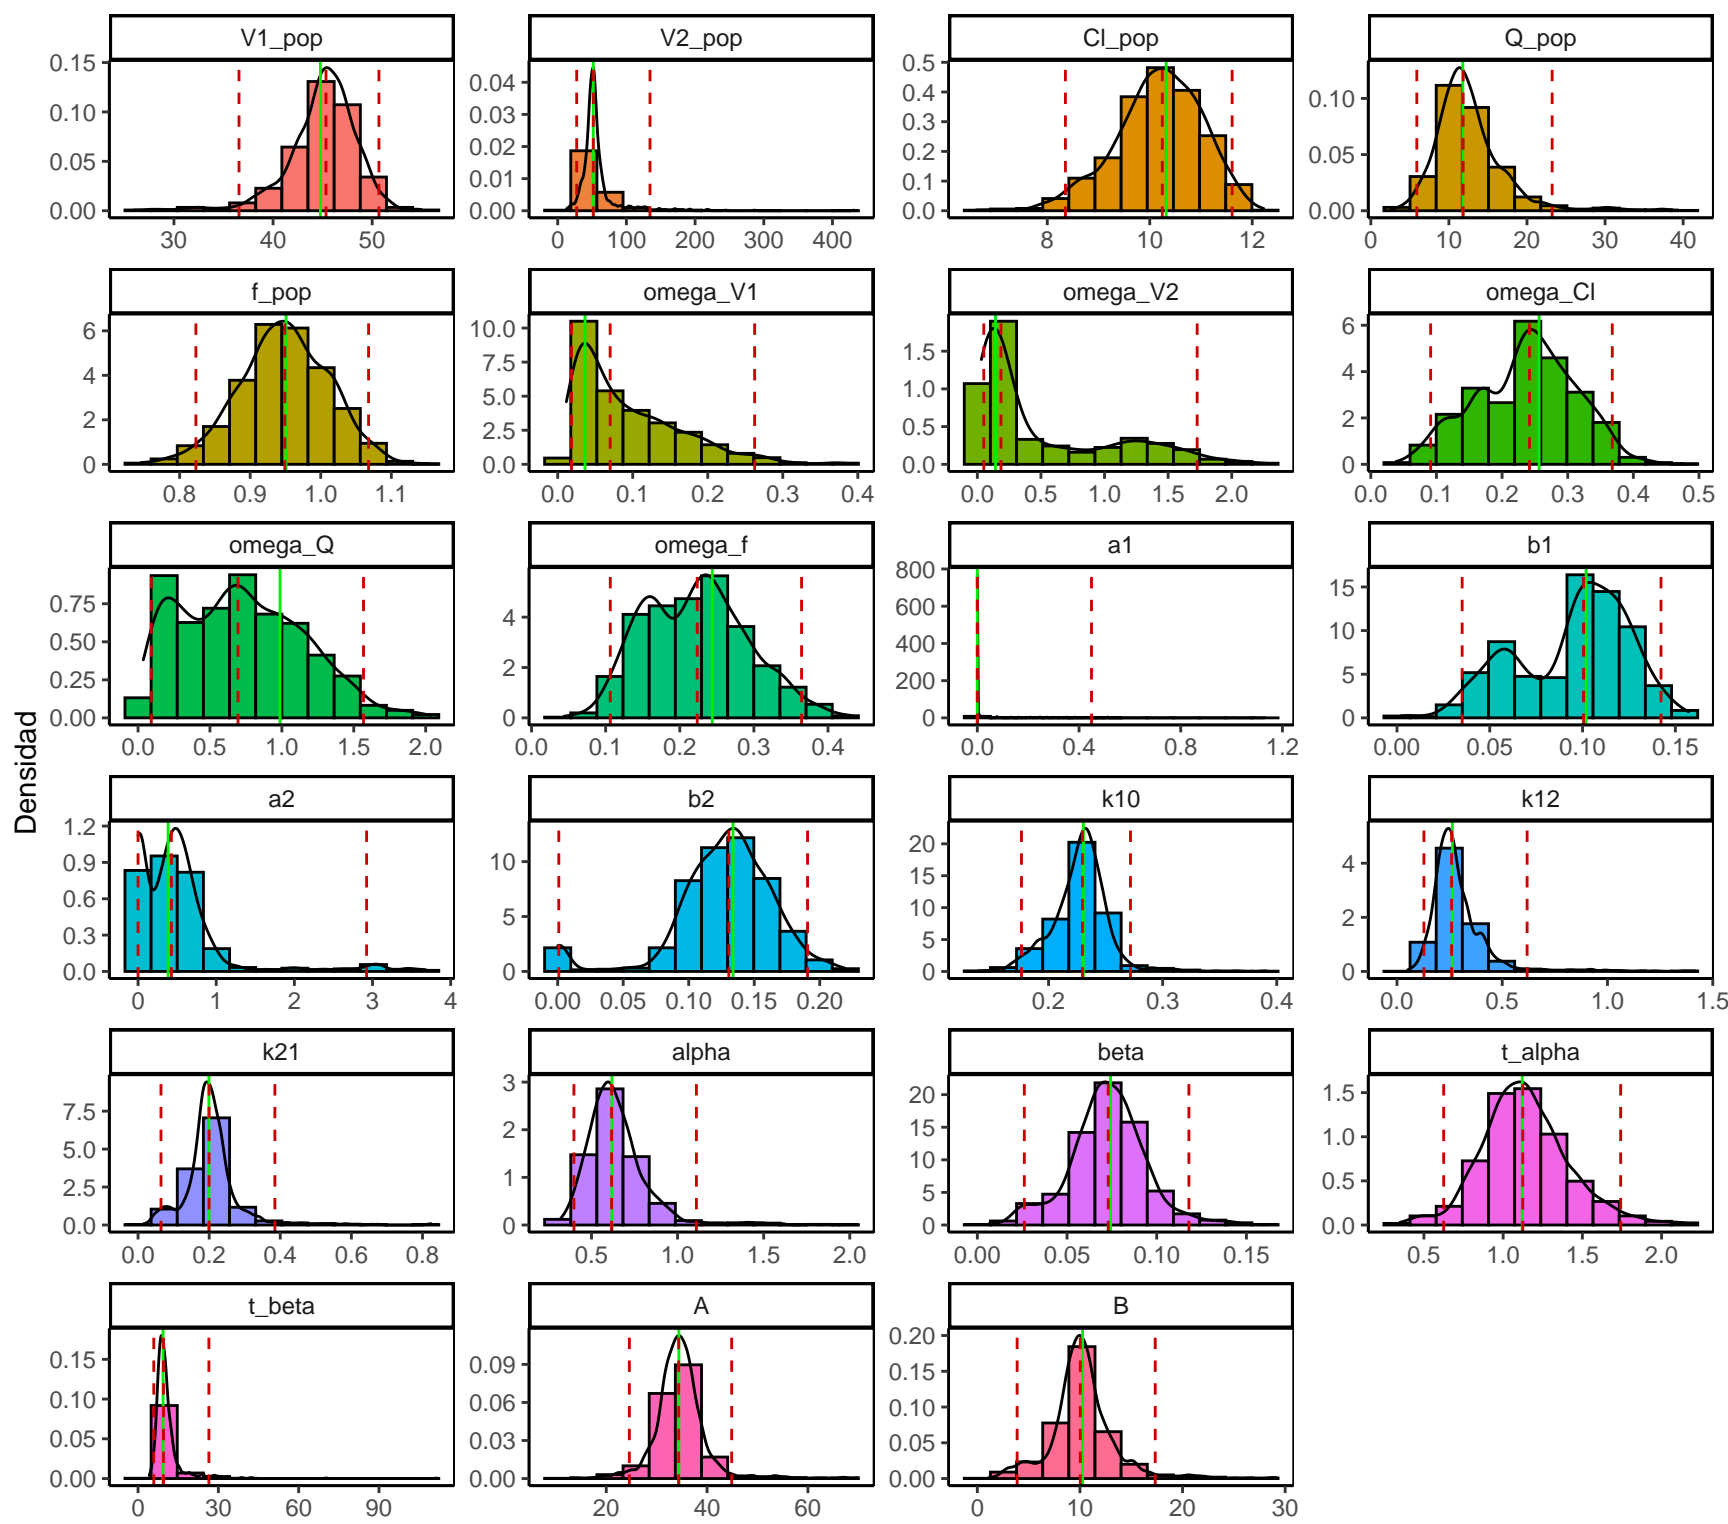 V1_pop V2_pop Cl_pop Q_pop
0.15 0.10 0.05 0.00
0.04 0.03 0.02 0.01 0.00
0.5 0.4 0.3 0.2 0.1 0.0
0.10 0.05 0.00
30 40 50 0 100 200 300 400 8 10 12 0 10 20 30 40
f_pop omega_V1 omega_V2 omega_Cl
6 4 2 0
10.0 7.5 5.0 2.5 0.0
1.5 1.0 0.5 0.0
6 4 2 0
0.8 0.9 1.0 1.1 0.0 0.1 0.2 0.3 0.4 0.0 0.5 1.0 1.5 2.0 0.0 0.1 0.2 0.3 0.4 0.5
omega_Q omega_f a1 b1
0.75 0.50 0.25 0.00
4 2 0
800 600 400 200 0
15 10 5 0
0.0 0.5 1.0 1.5 2.0 0.0 0.1 0.2 0.3 0.4 0.0 0.4 0.8 1.2 0.00 0.05 0.10 0.15
Densidad
a2 b2 k10 k12
1.2 0.9 0.6 0.3 0.0
10 5 0
20 15 10 5 0
4 2 0
0 1 2 3 4 0.00 0.05 0.10 0.15 0.20 0.2 0.3 0.4 0.0 0.5 1.0 1.5
k21 alpha beta t_alpha
7.5 5.0 2.5 0.0
3 2 1 0
20 15 10 5 0
1.5 1.0 0.5 0.0
0.0 0.2 0.4 0.6 0.8 0.5 1.0 1.5 2.0 0.00 0.05 0.10 0.15 0.5 1.0 1.5 2.0
t_beta A B
0.15 0.10 0.05 0.00
0.09 0.06 0.03 0.00
0.20 0.15 0.10 0.05 0.00
0 30 60 90 20 40 60 0 10 20 30